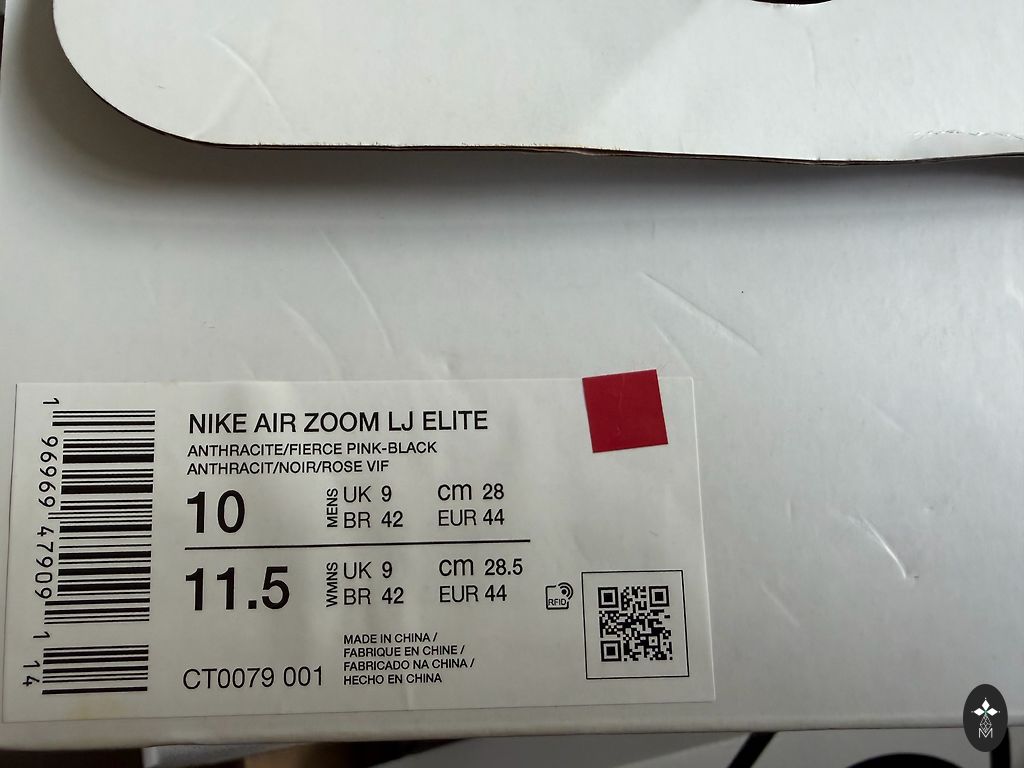 NIKE AIR ZOOM LJ ELITE
ANTHRACITE/FIERCE PINK-BLACK
ANTHRACIT/NOIR/ROSE VIF
10 MENS UK 9 cm 28
BR 42 EUR 44
11.5 WMNS UK 9 cm 28.5
BR 42 EUR 44
RFID
MADE IN CHINA /
FABRIQUE EN CHINE /
FABRICADO NA CHINA /
HECHO EN CHINA
CT0079 001
1 96969 47909 1 14
M